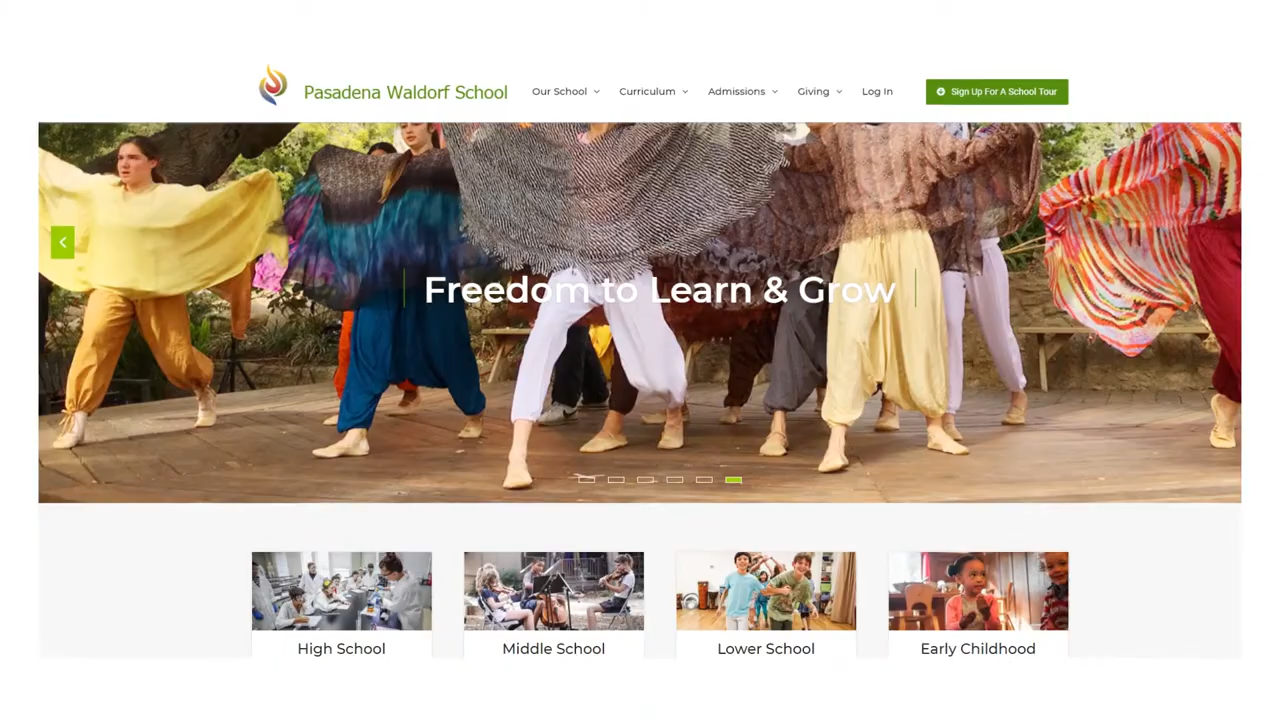 Pasadena Waldorf School
Our School
Curriculum
Admissions
Giving
Log In
Sign Up For A School Tour
Freedom to Learn & Grow
High School
Middle School
Lower School
Early Childhood